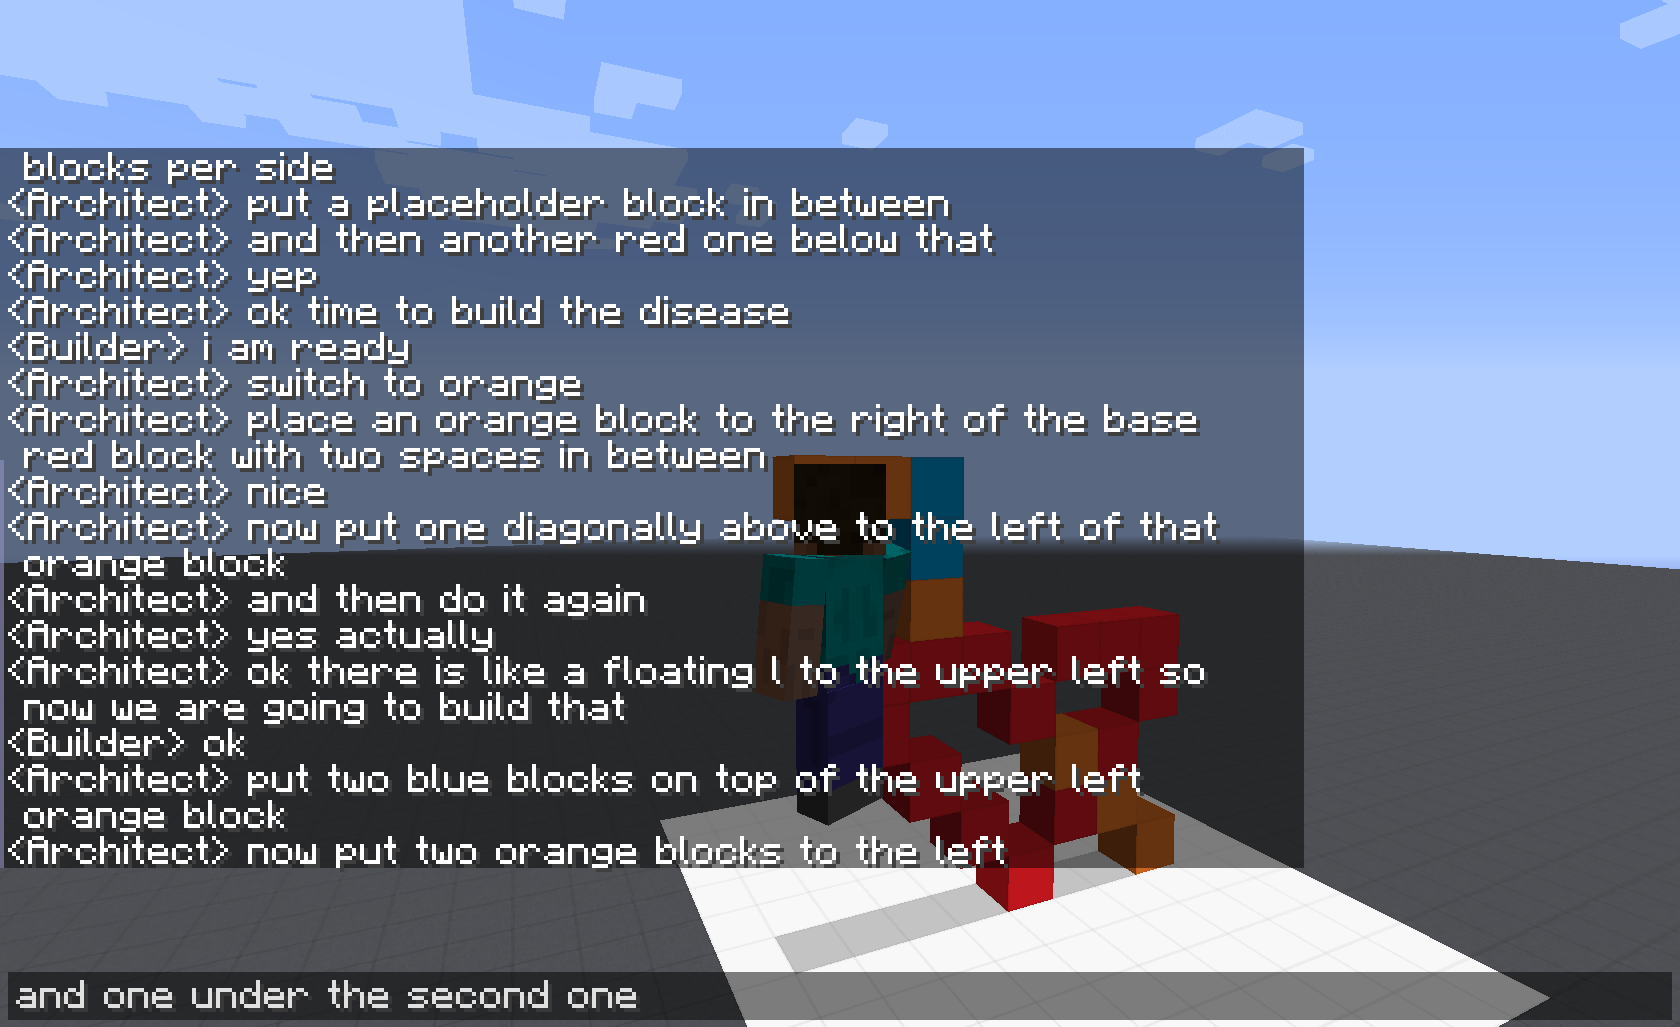 blocks per side
<Architect> put a placeholder block in between
<Architect> and then another red one below that
<Architect> yep
<Architect> ok time to build the disease
<Builder> i am ready
<Architect> switch to orange
<Architect> place an orange block to the right of the base
red block with two spaces in between
<Architect> nice
<Architect> now put one diagonally above to the left of that
orange block
<Architect> and then do it again
<Architect> yes actually
<Architect> ok there is like a floating l to the upper left so
now we are going to build that
<Builder> ok
<Architect> put two blue blocks on top of the upper left
orange block
<Architect> now put two orange blocks to the left
and one under the second one